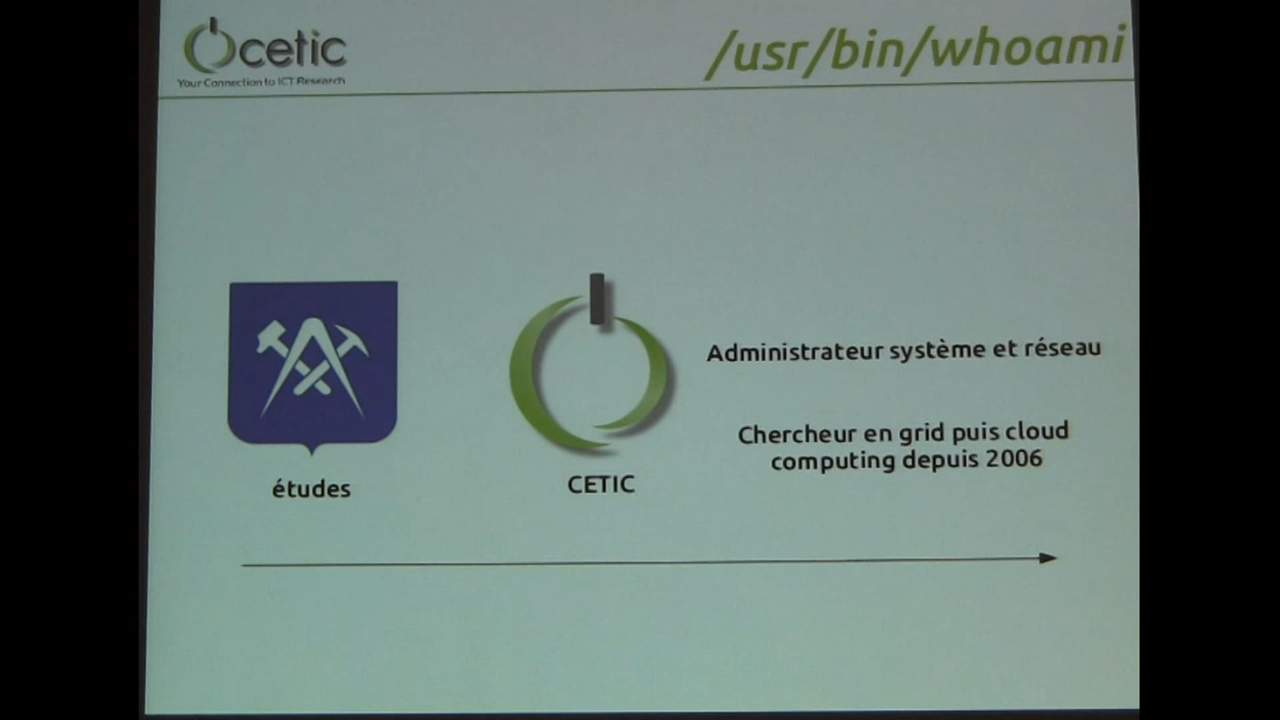 cetic
Your Connection to ICT Research
/usr/bin/whoami
Administrateur système et réseau
Chercheur en grid puis cloud
computing depuis 2006
études
CETIC